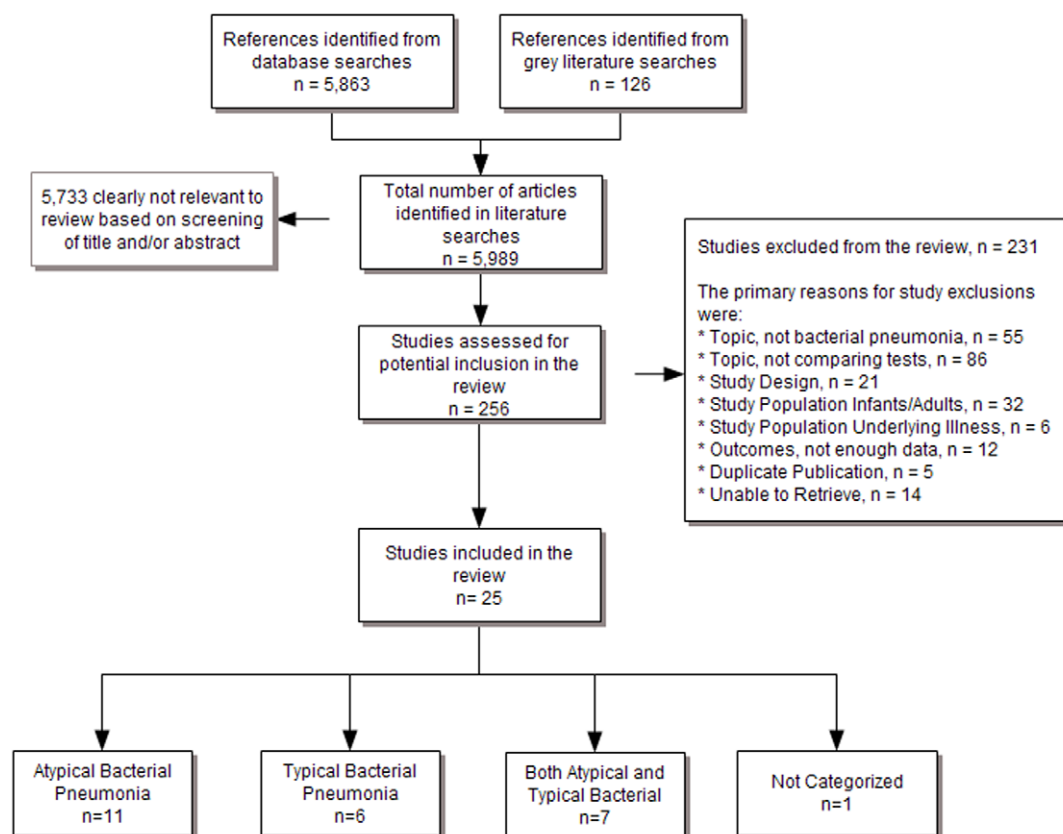 References identified from
database searches
n = 5,863
References identified from
grey literature searches
n = 126
5,733 clearly not relevant to
review based on screening
of title and/or abstract
Total number of articles
identified in literature
searches
n = 5,989
Studies excluded from the review, n = 231
The primary reasons for study exclusions
were:
* Topic, not bacterial pneumonia, n = 55
* Topic, not comparing tests, n = 86
* Study Design, n = 21
* Study Population Infants/Adults, n = 32
* Study Population Underlying Illness, n = 6
* Outcomes, not enough data, n = 12
* Duplicate Publication, n = 5
* Unable to Retrieve, n = 14
Studies assessed for
potential inclusion in the
review
n = 256
Studies included in the
review
n= 25
Atypical Bacterial
Pneumonia
n=11
Typical Bacterial
Pneumonia
n=6
Both Atypical and
Typical Bacterial
n=7
Not Categorized
n=1